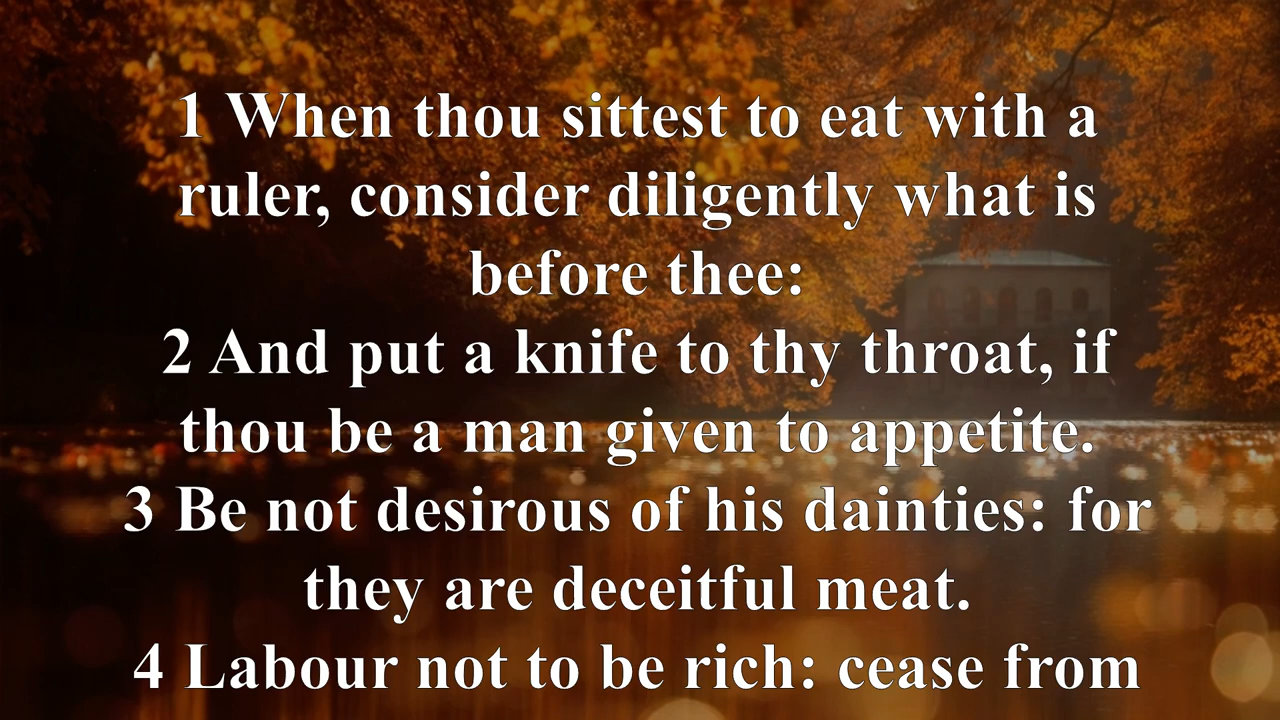 1 When thou sittest to eat with a
ruler, consider diligently what is
before thee:
2 And put a knife to thy throat, if
thou be a man given to appetite.
3 Be not desirous of his dainties: for
they are deceitful meat.
4 Labour not to be rich: cease from